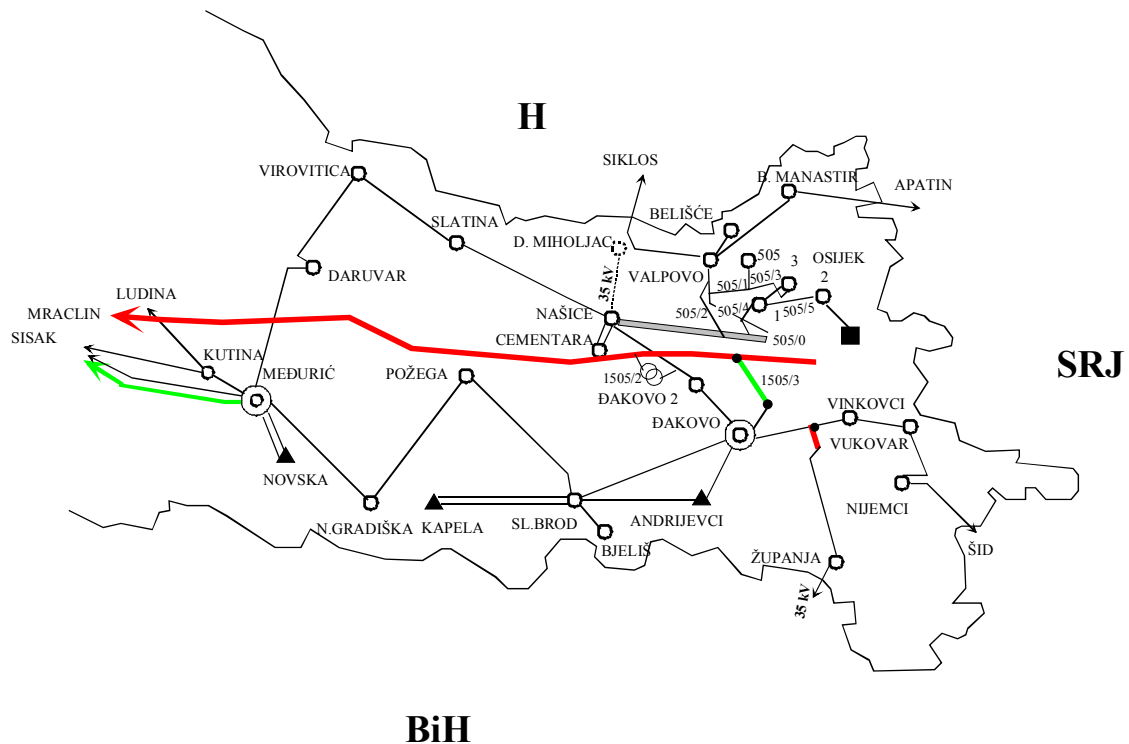 H
SIKLOS
VIROVITICA
B. MANASTIR
APATIN
BELIŠĆE
SLATINA
D. MIHOLJAC
505
3
OSIJEK
DARUVAR
VALPOVO
505/1
505/3
2
35 kV
LUDINA
MRACLIN
NAŠICE
505/2
505/4
1
505/5
SISAK
CEMENTARA
505/0
KUTINA
MEĐURIĆ
POŽEGA
1505/2
1505/3
SRJ
ĐAKOVO 2
VINKOVCI
ĐAKOVO
VUKOVAR
NOVSKA
N.GRADIŠKA
KAPELA
SL.BROD
ANDRIJEVCI
NIJEMCI
BJELIŠ
ŽUPANJA
ŠID
35 kV
BiH